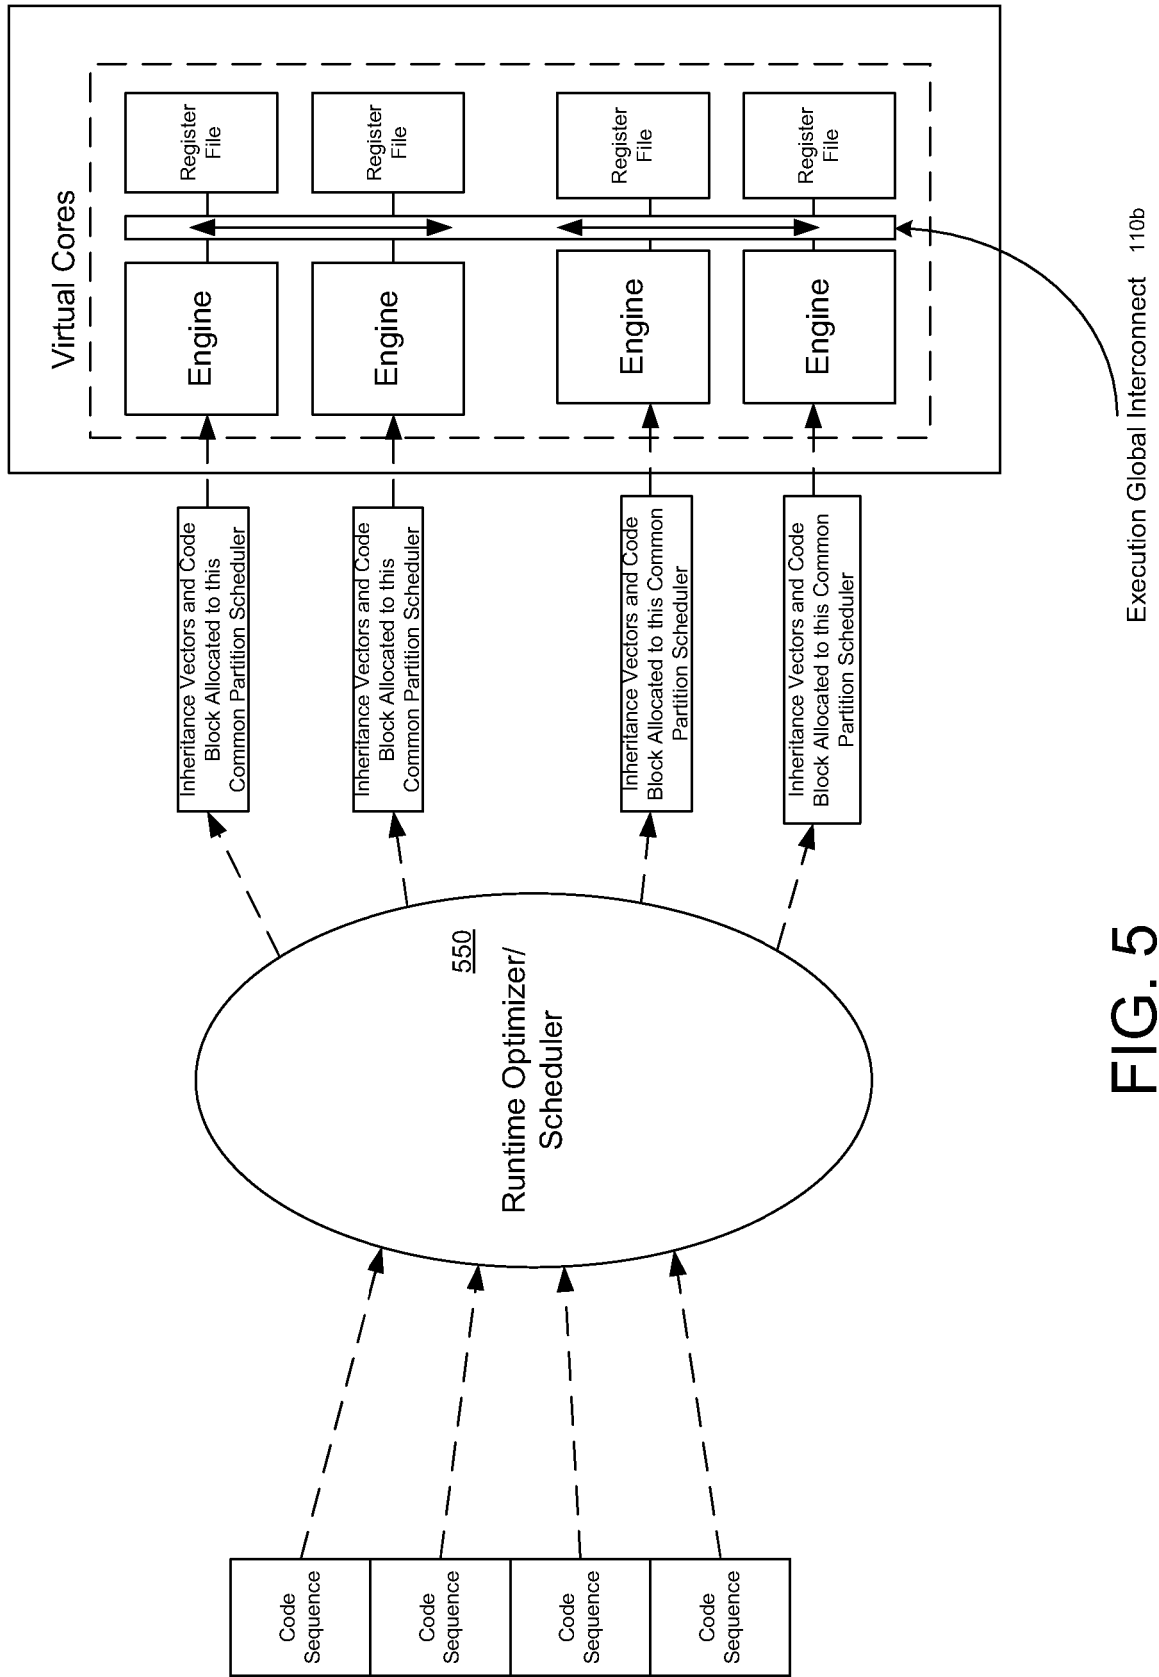 Code
Sequence
Code
Sequence
Code
Sequence
Code
Sequence
550
Runtime Optimizer/
Scheduler
Inheritance Vectors and Code
Block Allocated to this
Common Partition Scheduler
Inheritance Vectors and Code
Block Allocated to this
Common Partition Scheduler
Inheritance Vectors and Code
Block Allocated to this Common
Partition Scheduler
Inheritance Vectors and Code
Block Allocated to this Common
Partition Scheduler
Virtual Cores
Engine
Engine
Engine
Engine
Register
File
Register
File
Register
File
Register
File
Execution Global Interconnect 110b
FIG. 5